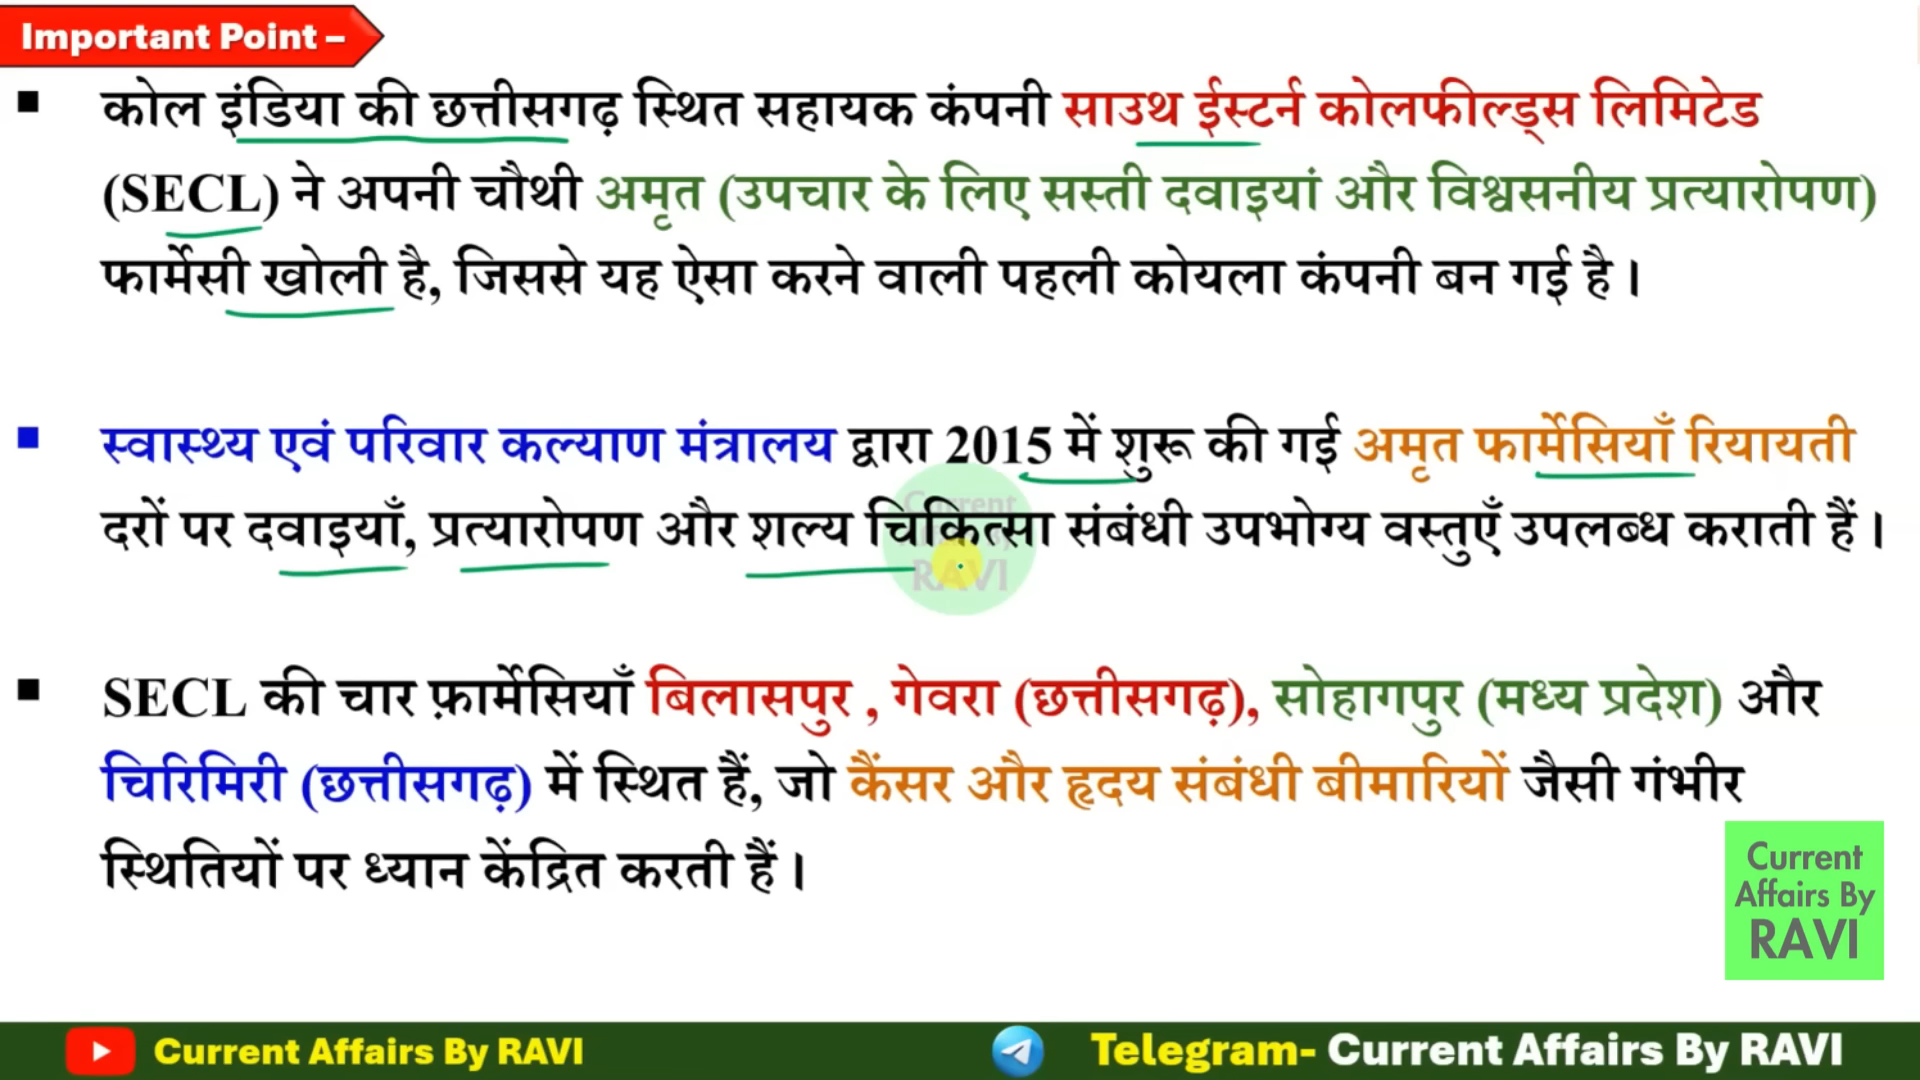 Important Point –
▪ कोल इंडिया की छत्तीसगढ़ स्थित सहायक कंपनी साउथ ईस्टर्न कोलफील्ड्स लिमिटेड
(SECL) ने अपनी चौथी अमृत (उपचार के लिए सस्ती दवाइयां और विश्वसनीय प्रत्यारोपण)
फार्मेसी खोली है, जिससे यह ऐसा करने वाली पहली कोयला कंपनी बन गई है।
▪ स्वास्थ्य एवं परिवार कल्याण मंत्रालय द्वारा 2015 में शुरू की गई अमृत फार्मेसियाँ रियायती
दरों पर दवाइयाँ, प्रत्यारोपण और शल्य चिकित्सा संबंधी उपभोग्य वस्तुएँ उपलब्ध कराती हैं।
Current
RAVI
▪ SECL की चार फ़ार्मेसियाँ बिलासपुर , गेवरा (छत्तीसगढ़), सोहागपुर (मध्य प्रदेश) और
चिरिमिरी (छत्तीसगढ़) में स्थित हैं, जो कैंसर और हृदय संबंधी बीमारियों जैसी गंभीर
स्थितियों पर ध्यान केंद्रित करती हैं।
Current
Affairs By
RAVI
Current Affairs By RAVI
Telegram- Current Affairs By RAVI